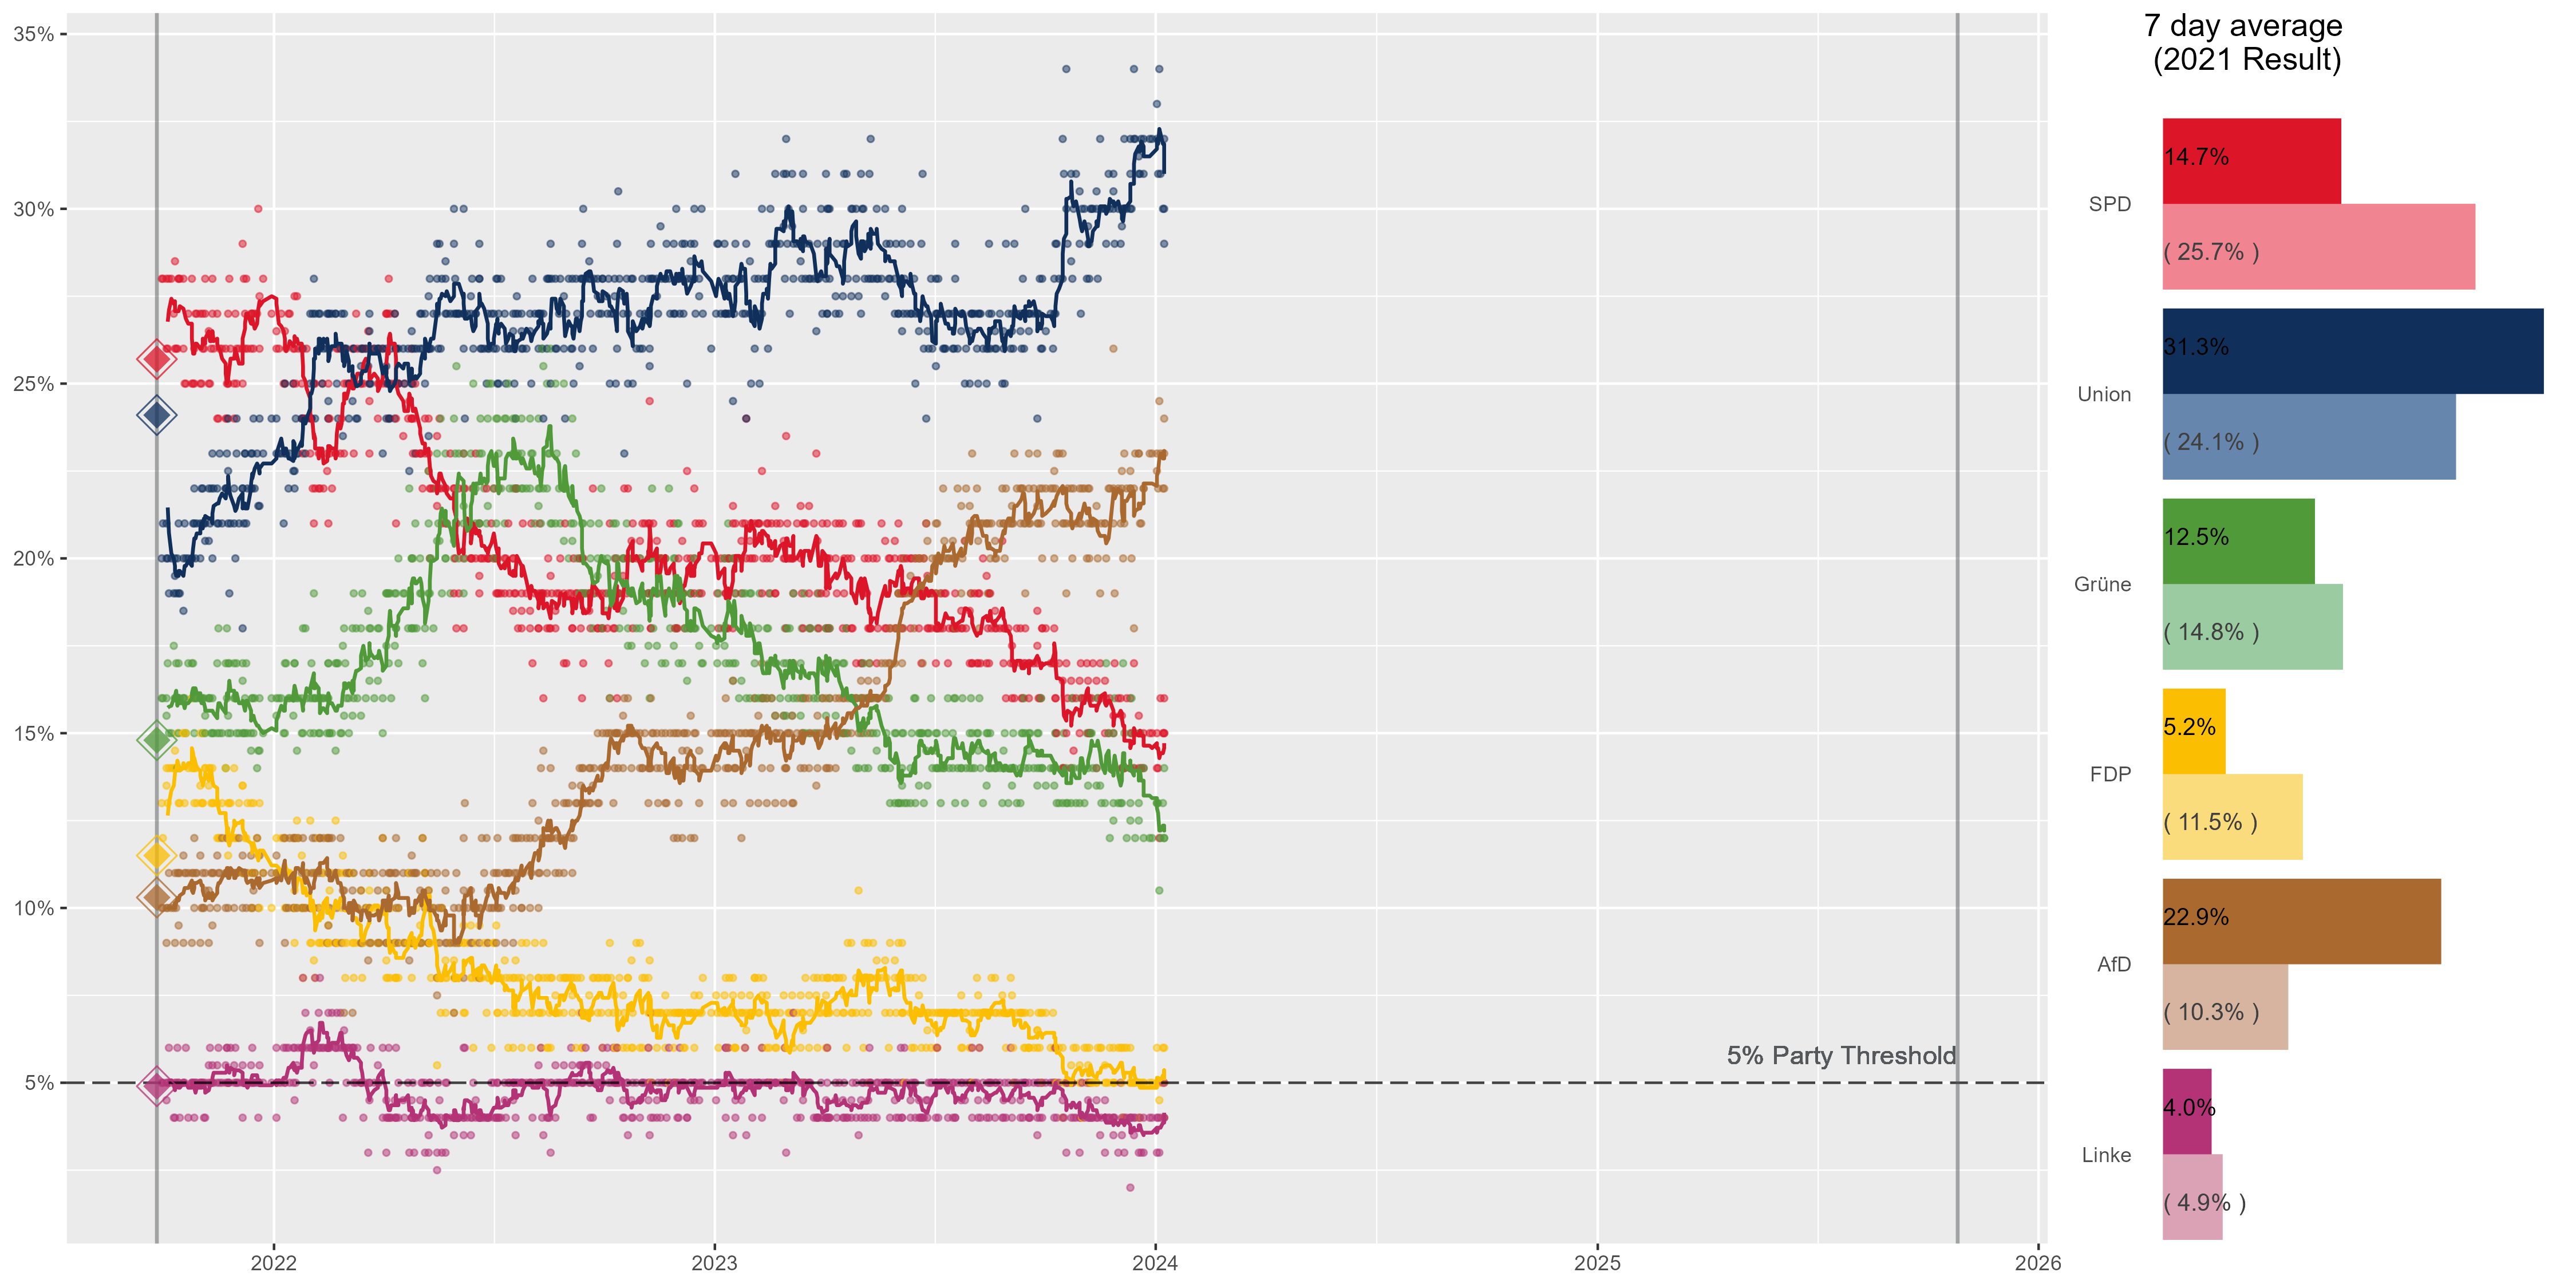 35%
30%
25%
20%
15%
10%
5%
2022
2023
2024
2025
2026
5% Party Threshold
7 day average
(2021 Result)
SPD
14.7%
( 25.7% )
Union
31.3%
( 24.1% )
Grüne
12.5%
( 14.8% )
FDP
5.2%
( 11.5% )
AfD
22.9%
( 10.3% )
Linke
4.0%
( 4.9% )